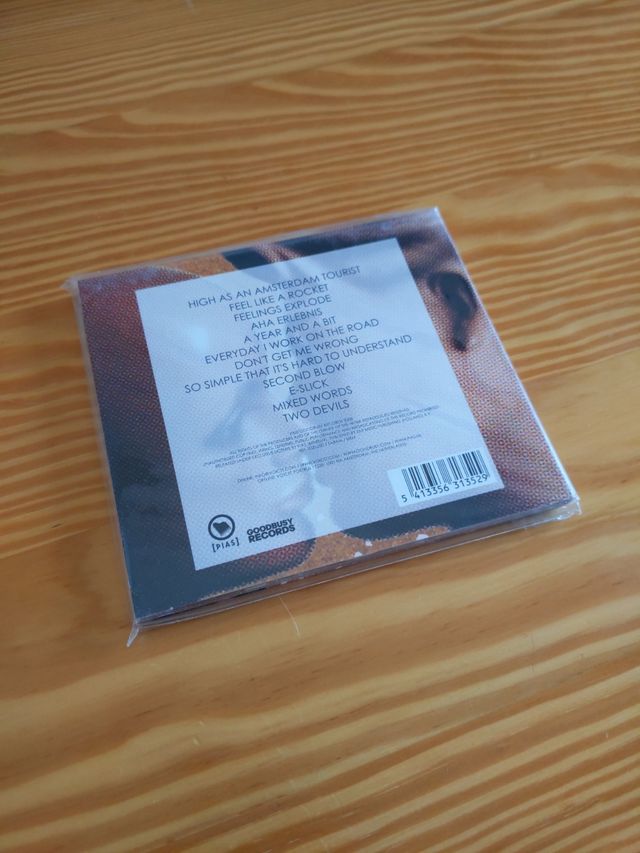 HIGH AS AN AMSTERDAM TOURIST
FEEL LIKE A ROCKET
FEELINGS EXPLODE
AHA ERLEBNIS
A YEAR AND A BIT
EVERYDAY I WORK ON THE ROAD
DON'T GET ME WRONG
SO SIMPLE THAT IT'S HARD TO UNDERSTAND
SECOND BLOW
E-SLICK
MIXED WORDS
TWO DEVILS
[PIAS]
GOODBUSY
RECORDS
5 413356 313529